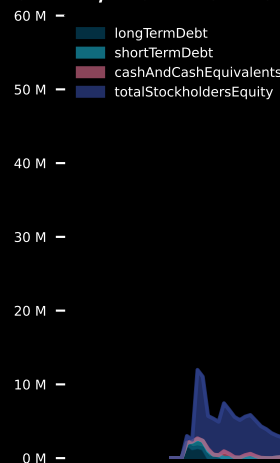 60 M
longTermDebt
shortTermDebt
cashAndCashEquivalents
totalStockholdersEquity
50 M
40 M
30 M
20 M
10 M
0 M